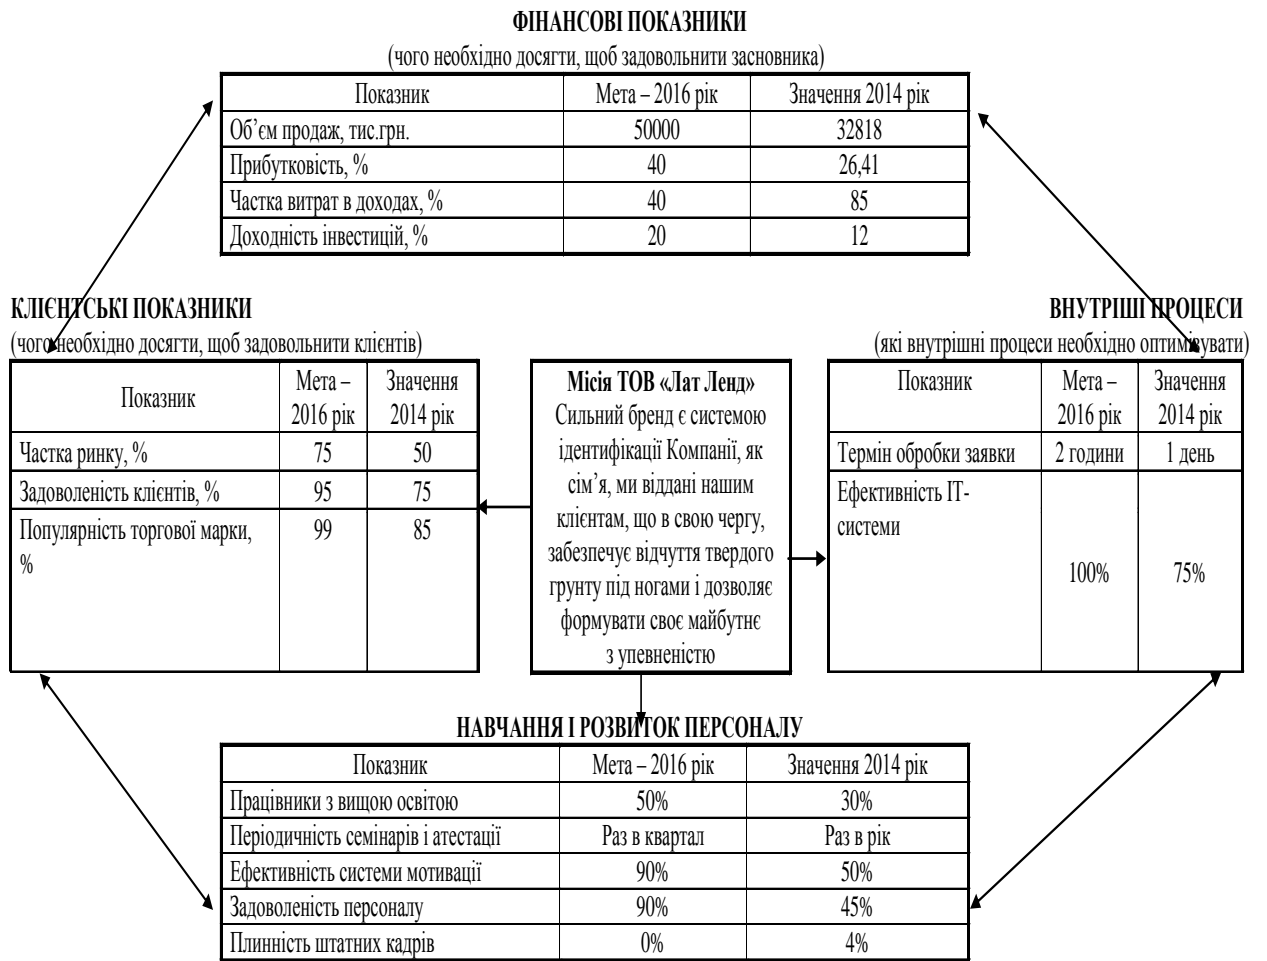 ФІНАНСОВІ ПОКАЗНИКИ
(чого необхідно досягти, щоб задовольнити засновника)
Показник Мета – 2016 рік Значення 2014 рік
Об’єм продаж, тис.грн. 50000 32818
Прибутковість, % 40 26,41
Частка витрат в доходах, % 40 85
Доходність інвестицій, % 20 12
КЛІЄНТСЬКІ ПОКАЗНИКИ
(чого необхідно досягти, щоб задовольнити клієнтів)
Показник Мета – 2016 рік Значення 2014 рік
Частка ринку, % 75 50
Задоволеність клієнтів, % 95 75
Популярність торгової марки, 99 85
%
Місія ТОВ «Лат Ленд»
Сильний бренд є системою
ідентифікації Компанії, як
сім’я, ми віддані нашим
клієнтам, що в свою чергу,
забезпечує відчуття твердого
грунту під ногами і дозволяє
формувати своє майбутнє
з упевненістю
ВНУТРІШІ ПРОЦЕСИ
(які внутрішні процеси необхідно оптимізувати)
Показник Мета – 2016 рік Значення 2014 рік
Термін обробки заявки 2 години 1 день
Ефективність ІТ-
системи
100% 75%
НАВЧАННЯ І РОЗВИТОК ПЕРСОНАЛУ
Показник Мета – 2016 рік Значення 2014 рік
Працівники з вищою освітою 50% 30%
Періодичність семінарів і атестації Раз в квартал Раз в рік
Ефективність системи мотивації 90% 50%
Задоволеність персоналу 90% 45%
Плинність штатних кадрів 0% 4%